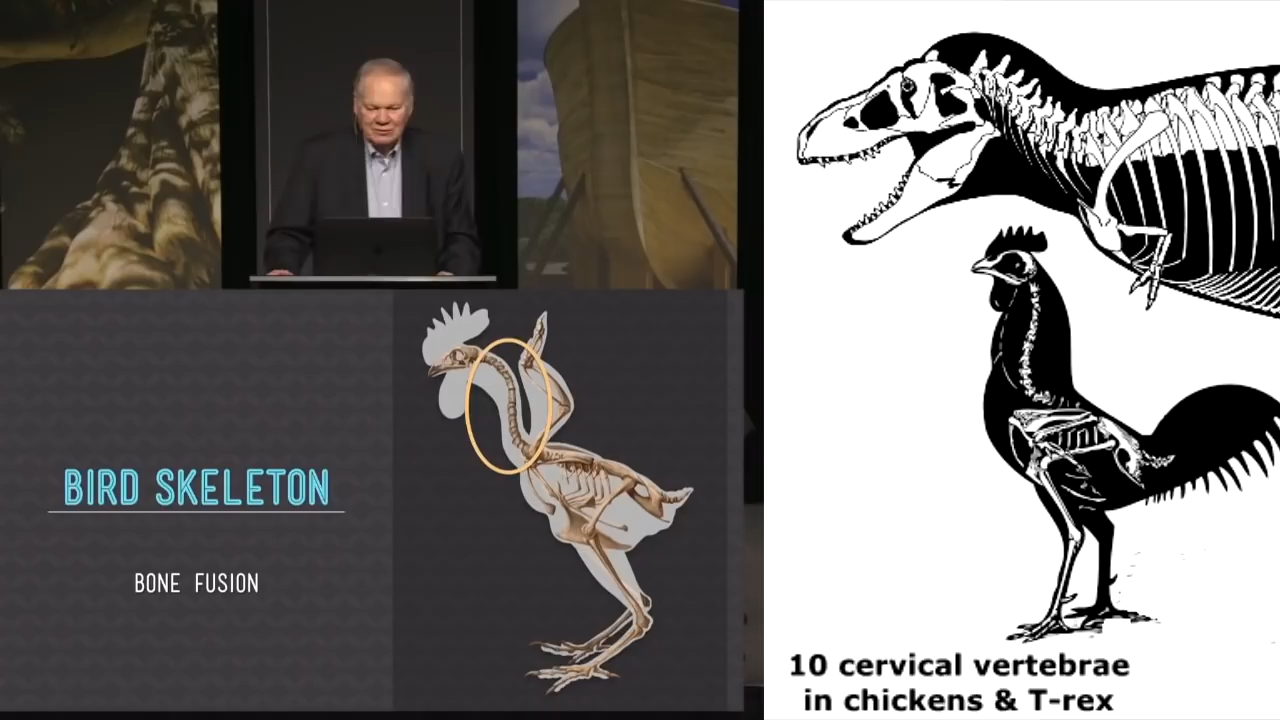 BIRD SKELETON
BONE FUSION
10 cervical vertebrae
in chickens & T-rex